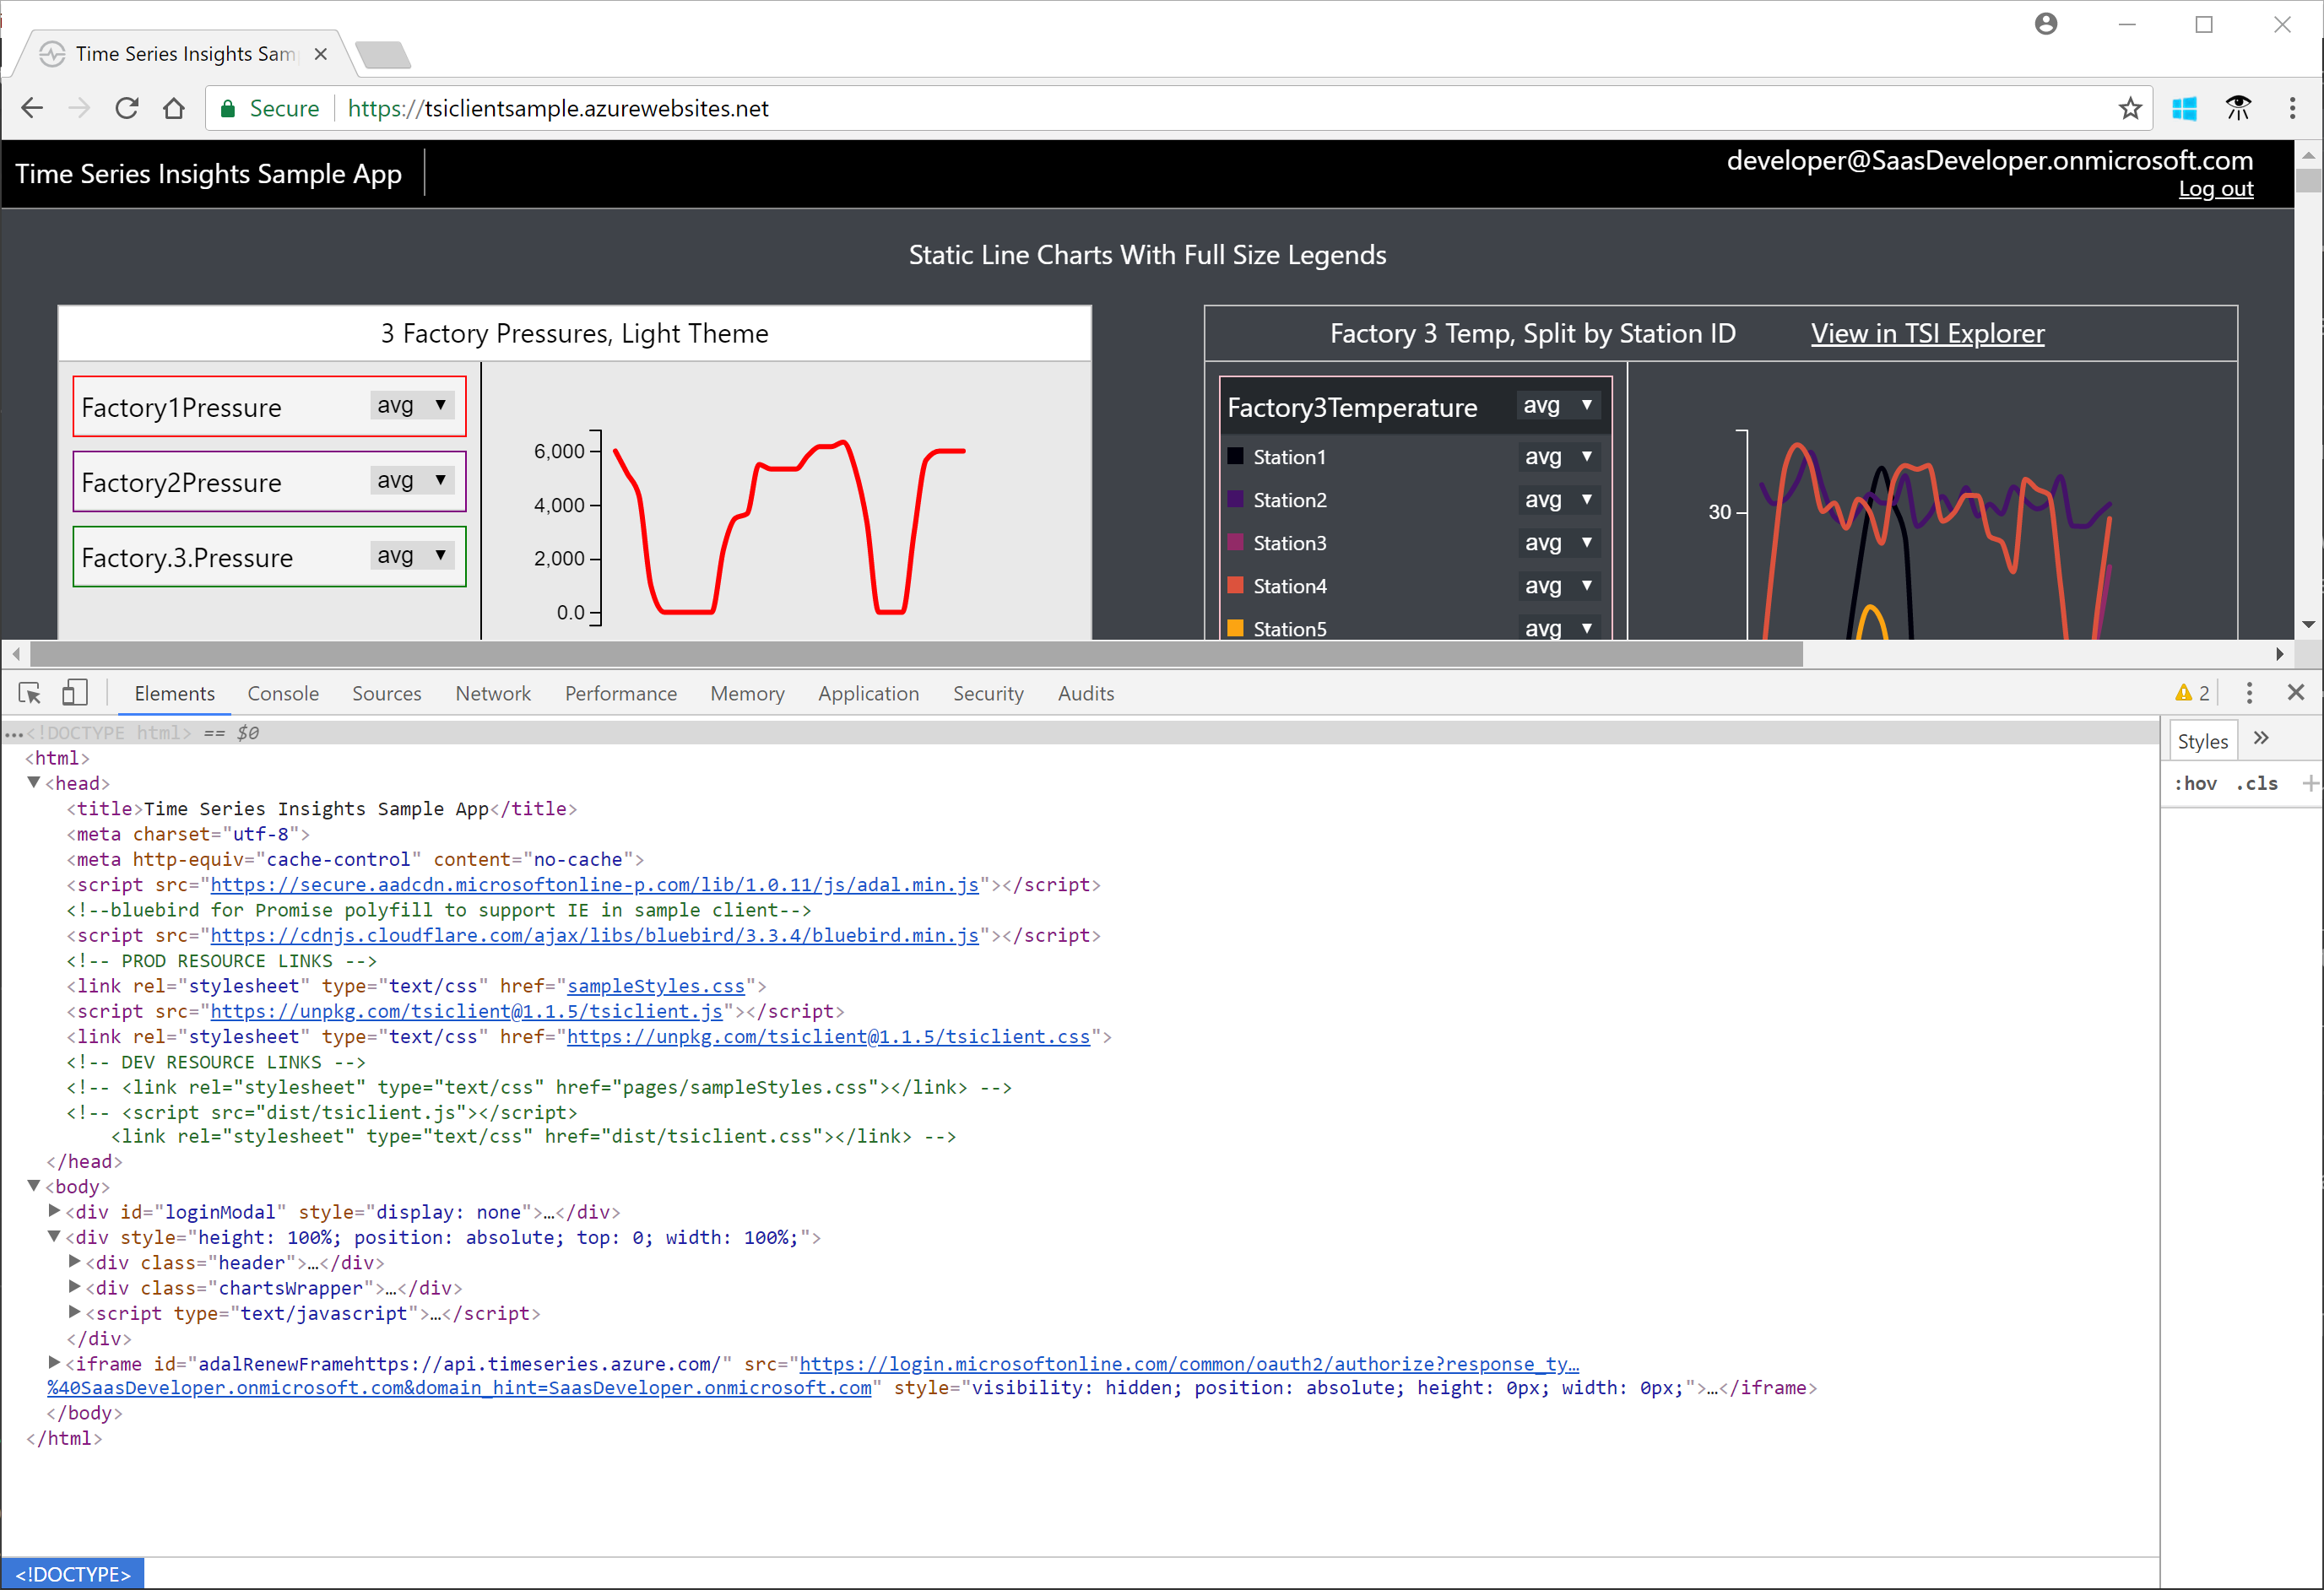 Time Series Insights Sam
Secure
https://tsiclientsample.azurewebsites.net
Time Series Insights Sample App
developer@SaasDeveloper.onmicrosoft.com
Log out
Static Line Charts With Full Size Legends
3 Factory Pressures, Light Theme
Factory1Pressure avg
Factory2Pressure avg
Factory.3.Pressure avg
6,000
4,000
2,000
0.0
Factory 3 Temp, Split by Station ID View in TSI Explorer
Factory3Temperature avg
Station1 avg
Station2 avg
Station3 avg
Station4 avg
Station5 avg
30
Elements Console Sources Network Performance Memory Application Security Audits 2
…<!DOCTYPE html> == $0
<html>
<head>
<title>Time Series Insights Sample App</title>
<meta charset="utf-8">
<meta http-equiv="cache-control" content="no-cache">
<script src="https://secure.aadcdn.microsoftonline-p.com/lib/1.0.11/js/adal.min.js"></script>
<!--bluebird for Promise polyfill to support IE in sample client-->
<script src="https://cdnjs.cloudflare.com/ajax/libs/bluebird/3.3.4/bluebird.min.js"></script>
<!-- PROD RESOURCE LINKS -->
<link rel="stylesheet" type="text/css" href="sampleStyles.css">
<script src="https://unpkg.com/tsiclient@1.1.5/tsiclient.js"></script>
<link rel="stylesheet" type="text/css" href="https://unpkg.com/tsiclient@1.1.5/tsiclient.css">
<!-- DEV RESOURCE LINKS -->
<!-- <link rel="stylesheet" type="text/css" href="pages/sampleStyles.css"></link> -->
<!-- <script src="dist/tsiclient.js"></script>
<link rel="stylesheet" type="text/css" href="dist/tsiclient.css"></link> -->
</head>
<body>
<div id="loginModal" style="display: none">…</div>
<div style="height: 100%; position: absolute; top: 0; width: 100%;">
<div class="header">…</div>
<div class="chartsWrapper">…</div>
<script type="text/javascript">…</script>
</div>
<iframe id="adalRenewFramehttps://api.timeseries.azure.com/" src="https://login.microsoftonline.com/common/oauth2/authorize?response_ty…
%40SaasDeveloper.onmicrosoft.com&domain_hint=SaasDeveloper.onmicrosoft.com" style="visibility: hidden; position: absolute; height: 0px; width: 0px;">…</iframe>
</body>
</html>
Styles
:hov .cls +
<!DOCTYPE>